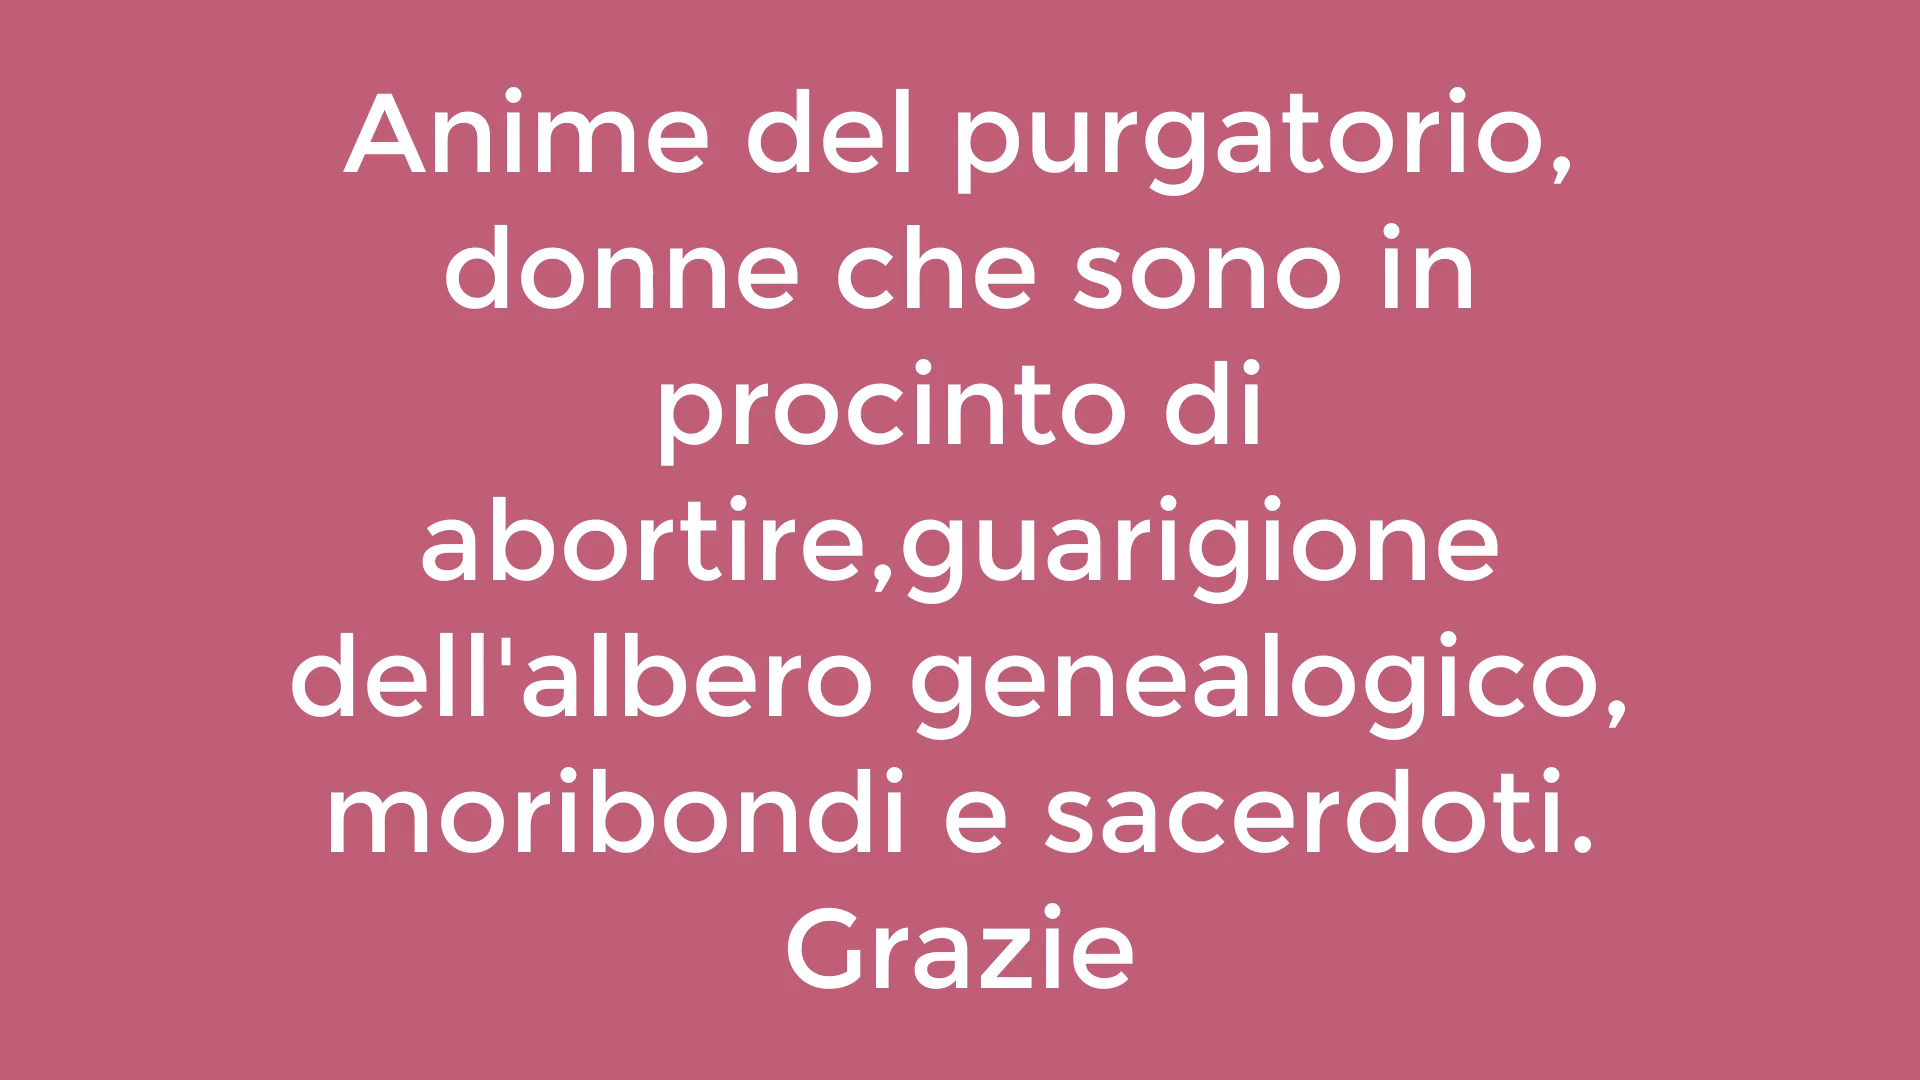 Anime del purgatorio,
donne che sono in
procinto di
abortire,guarigione
dell'albero genealogico,
moribondi e sacerdoti.
Grazie